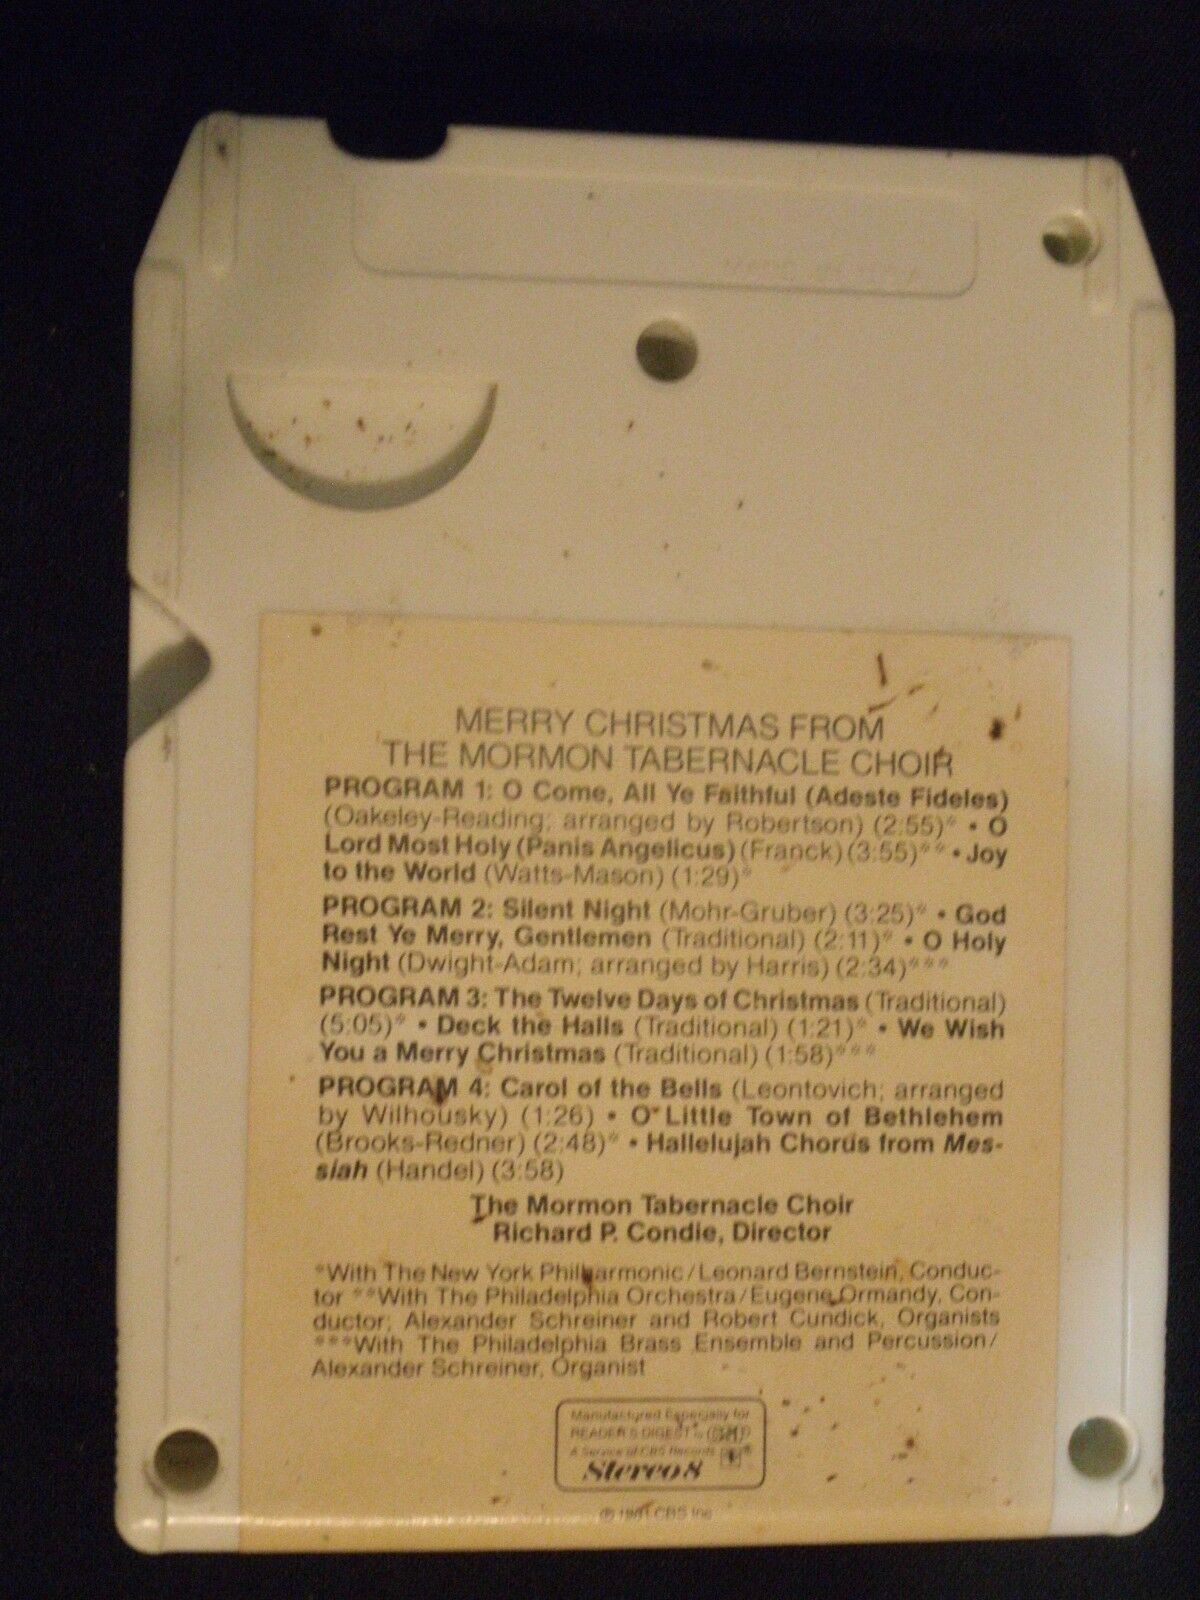 MERRY CHRISTMAS FROM
THE MORMON TABERNACLE CHOIR
PROGRAM 1: O Come, All Ye Faithful (Adeste Fideles)
(Oakeley-Reading; arranged by Robertson) (2:55)* • O
Lord Most Holy (Panis Angelicus) (Franck) (3:55)** • Joy
to the World (Watts-Mason) (1:29)*
PROGRAM 2: Silent Night (Mohr-Gruber) (3:25)* • God
Rest Ye Merry, Gentlemen (Traditional) (2:11)* • O Holy
Night (Dwight-Adam; arranged by Harris) (2:34)***
PROGRAM 3: The Twelve Days of Christmas (Traditional)
(5:05)* • Deck the Halls (Traditional) (1:21)* • We Wish
You a Merry Christmas (Traditional) (1:58)***
PROGRAM 4: Carol of the Bells (Leontovich; arranged
by Wilhousky) (1:26) • O Little Town of Bethlehem
(Brooks-Redner) (2:48)* • Hallelujah Chorus from Mes-
siah (Handel) (3:58)
The Mormon Tabernacle Choir
Richard P. Condie, Director
*With The New York Philharmonic/Leonard Bernstein, Conduc-
tor **With The Philadelphia Orchestra/Eugene Ormandy, Con-
ductor; Alexander Schreiner and Robert Cundick, Organists
***With The Philadelphia Brass Ensemble and Percussion/
Alexander Schreiner, Organist
Manufactured Especially for
READER'S DIGEST
A Service of CBS Records
Stereo 8
CBS Inc.